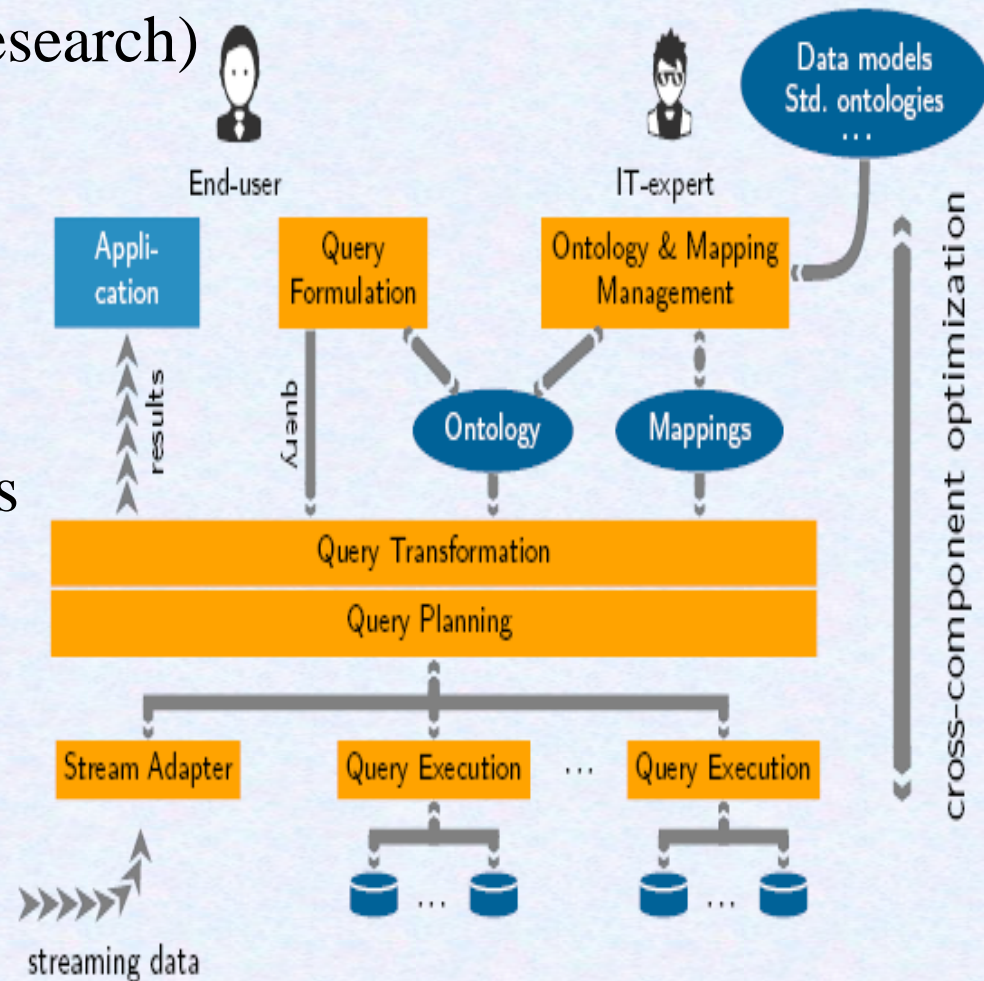 esearch)
End-user
IT-expert
Data models
Std. ontologies
...
Appli-
cation
Query
Formulation
Ontology & Mapping
Management
results
query
Ontology
Mappings
cross-component optimization
s
Query Transformation
Query Planning
Stream Adapter
Query Execution
...
Query Execution
...
...
streaming data